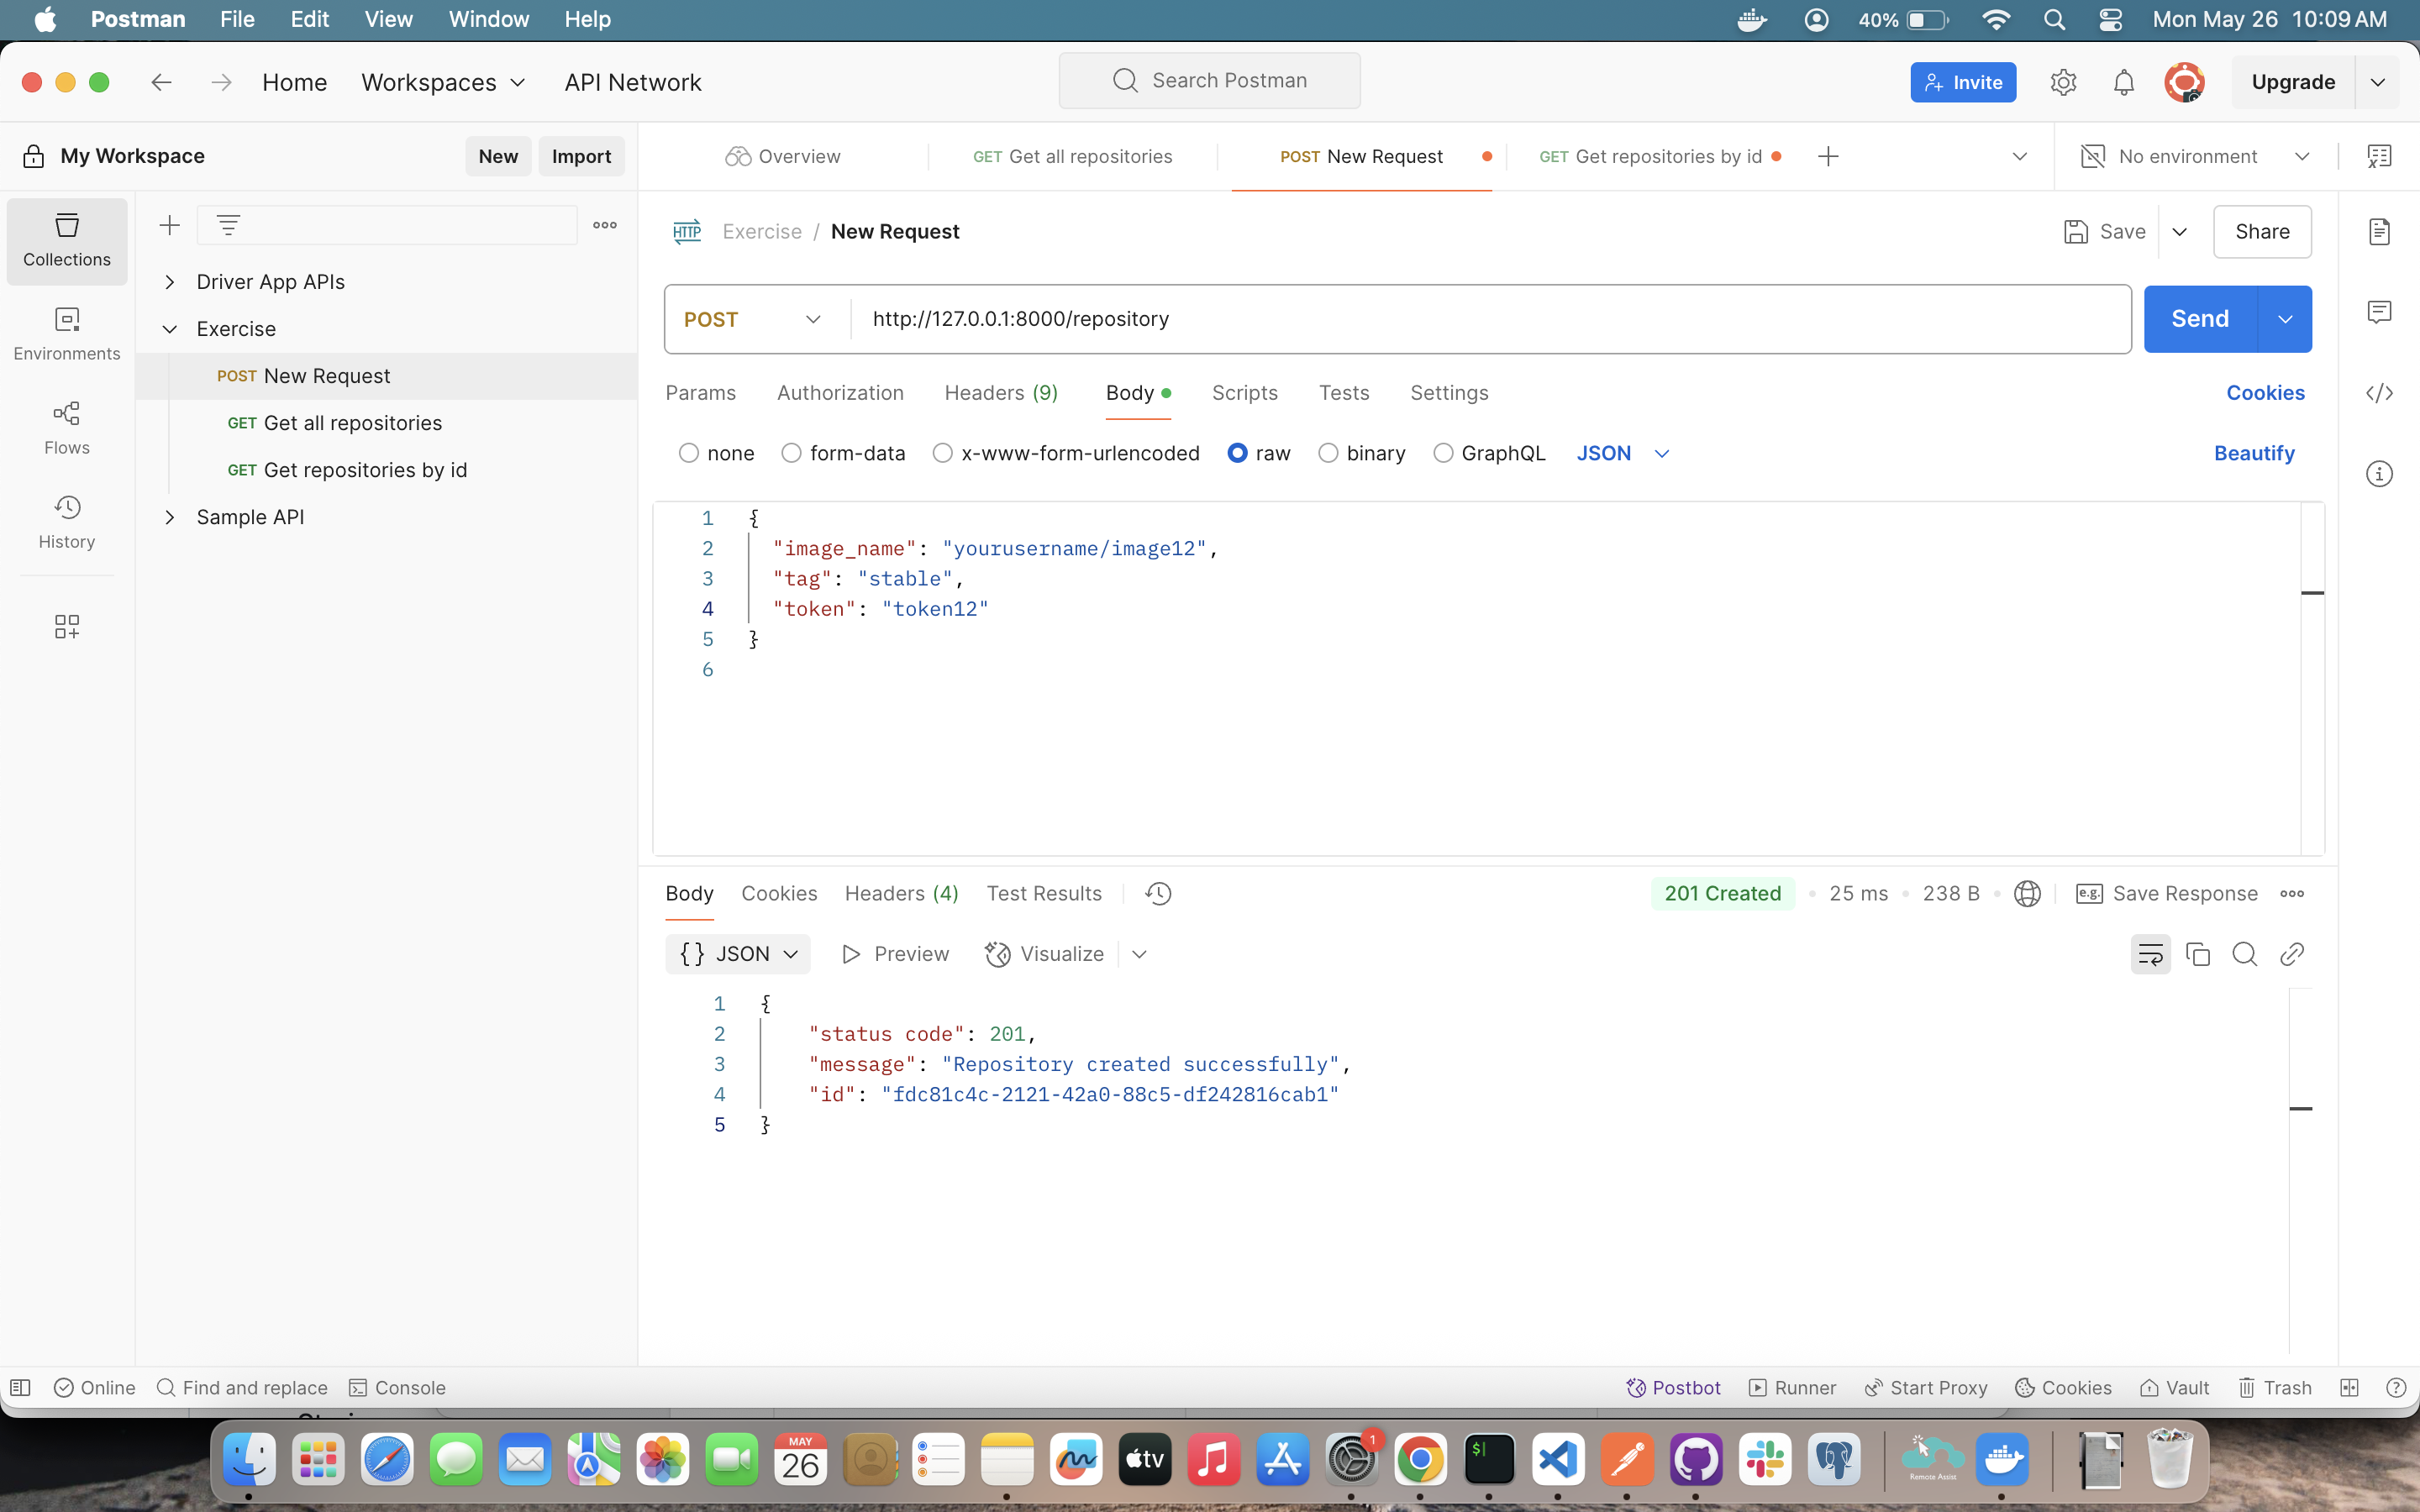 Postman File Edit View Window Help 40% Mon May 26 10:09 AM
Home Workspaces API Network Search Postman Invite Upgrade
My Workspace New Import Overview GET Get all repositories POST New Request GET Get repositories by id No environment
Collections
Environments
Flows
History
Driver App APIs
Exercise
POST New Request
GET Get all repositories
GET Get repositories by id
Sample API
HTTP Exercise / New Request Save Share
POST http://127.0.0.1:8000/repository Send
Params Authorization Headers (9) Body Scripts Tests Settings Cookies
none form-data x-www-form-urlencoded raw binary GraphQL JSON Beautify
1 {
2 "image_name": "yourusername/image12",
3 "tag": "stable",
4 "token": "token12"
5 }
6
Body Cookies Headers (4) Test Results 201 Created 25 ms 238 B e.g. Save Response
{} JSON Preview Visualize
1 {
2 "status code": 201,
3 "message": "Repository created successfully",
4 "id": "fdc81c4c-2121-42a0-88c5-df242816cab1"
5 }
Online Find and replace Console Postbot Runner Start Proxy Cookies Vault Trash
MAY
26
tv
1
$
Remote Assist